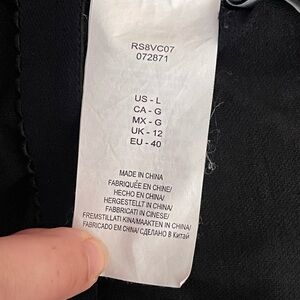 RS8VC07
072871
US - L
CA - G
MX - G
UK - 12
EU - 40
MADE IN CHINA
FABRIQUÉE EN CHINE/
HECHO EN CHINA/
HERGESTELLT IN CHINA/
FABBRICATI IN CINESE/
FREMSTILLATI KINA/MAAKTEN IN CHINA/
FABRICADO EM CHINA/СДЕЛАНО В Китай